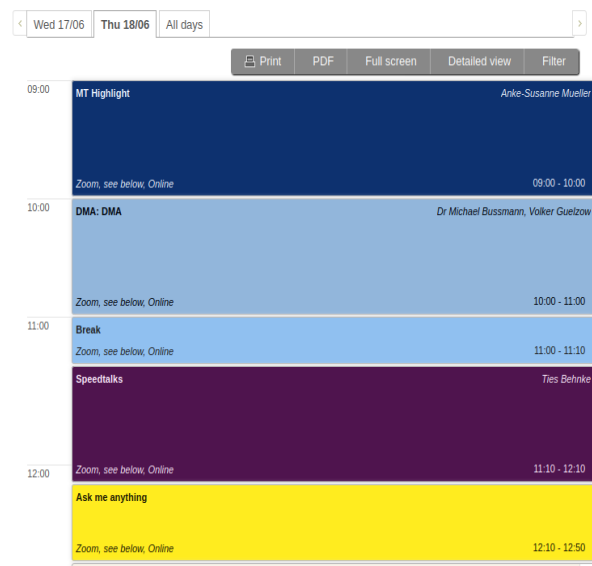 ‹ Wed 17/06 Thu 18/06 All days ›
Print PDF Full screen Detailed view Filter
09:00
MT Highlight Anke-Susanne Mueller
Zoom, see below, Online 09:00 - 10:00
10:00
DMA: DMA Dr Michael Bussmann, Volker Guelzow
Zoom, see below, Online 10:00 - 11:00
11:00
Break
Zoom, see below, Online 11:00 - 11:10
Speedtalks Ties Behnke
Zoom, see below, Online 11:10 - 12:10
12:00
Ask me anything
Zoom, see below, Online 12:10 - 12:50